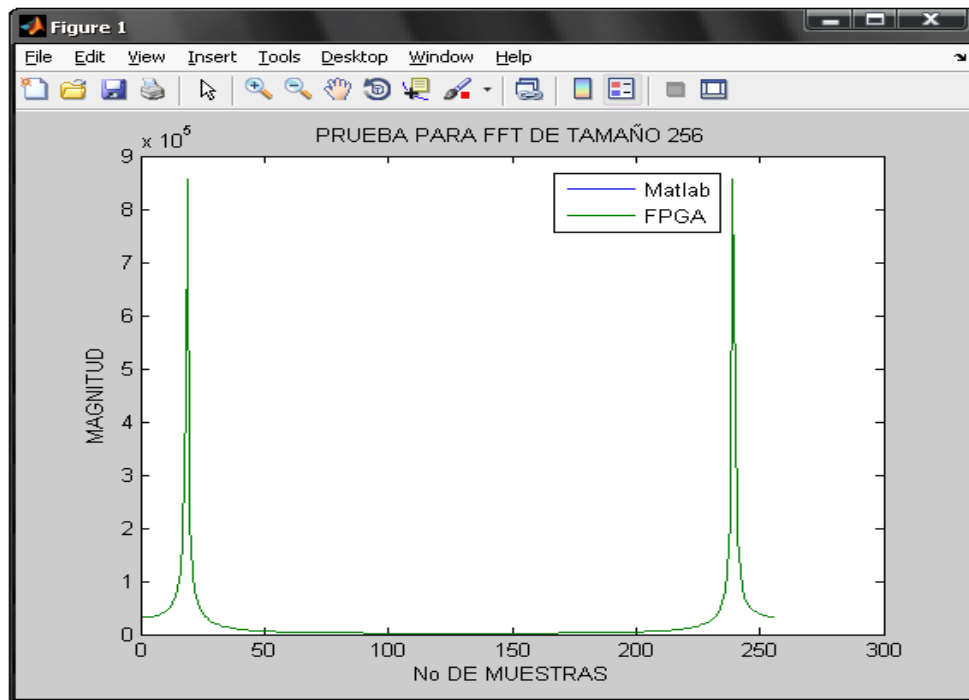 Figure 1
File Edit View Insert Tools Desktop Window Help
x 10^5
PRUEBA PARA FFT DE TAMAÑO 256
9
8
7
6
5
4
3
2
1
0
MAGNITUD
Matlab
FPGA
0 50 100 150 200 250 300
No DE MUESTRAS